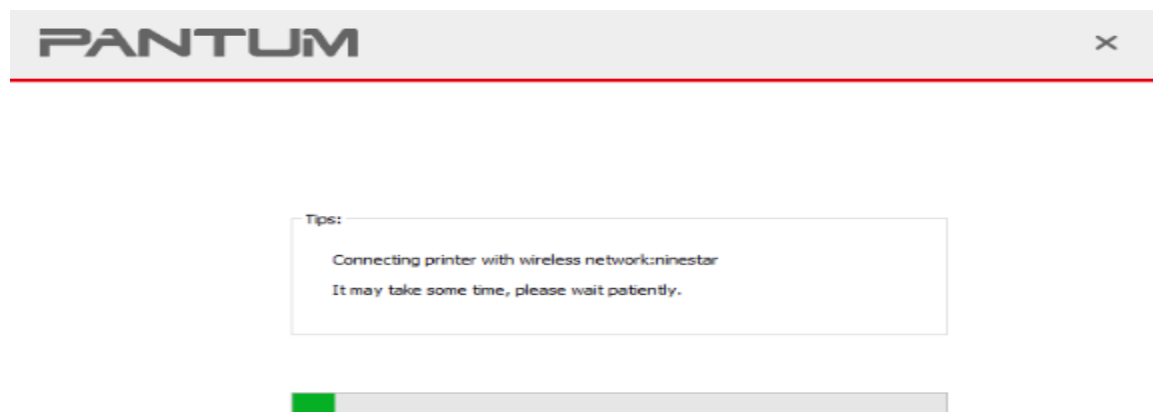 PANTUM
Tips:
Connecting printer with wireless network:ninestar
It may take some time, please wait patiently.